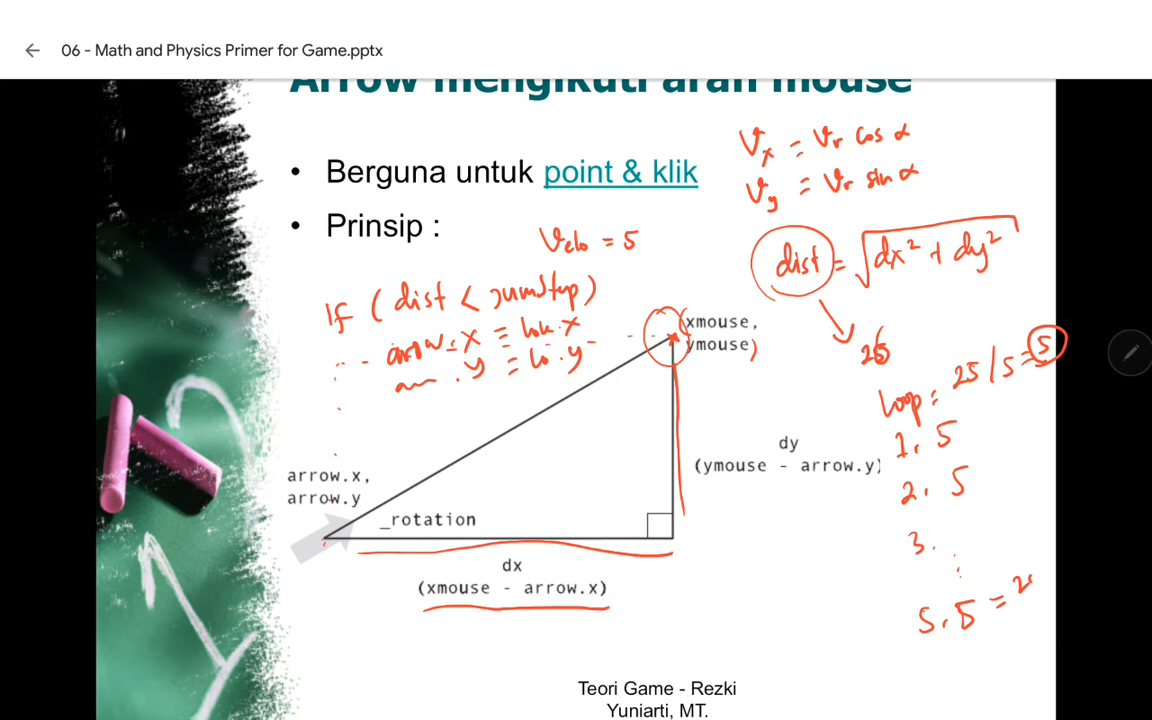 06 - Math and Physics Primer for Game.pptx
Arrow mengikuti arah mouse
• Berguna untuk point & klik
• Prinsip :
Vx = Vr cos α
Vy = Vr sin α
Velo = 5
dist = √dx² + dy²
If ( dist < jumstep)
arrow.x = lok.x
arr.y = lo.y
(xmouse,
ymouse)
loop = 25/5 = 5
1. 5
2. 5
3.
5. 5 =
dy
(ymouse - arrow.y)
arrow.x,
arrow.y
_rotation
dx
(xmouse - arrow.x)
Teori Game - Rezki
Yuniarti, MT.